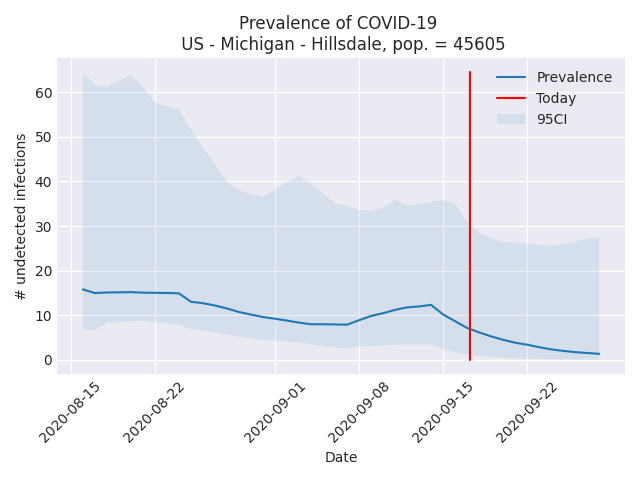 Prevalence of COVID-19
US - Michigan - Hillsdale, pop. = 45605
Prevalence
Today
95CI
# undetected infections
60
50
40
30
20
10
0
2020-08-15
2020-08-22
2020-09-01
2020-09-08
2020-09-15
2020-09-22
Date